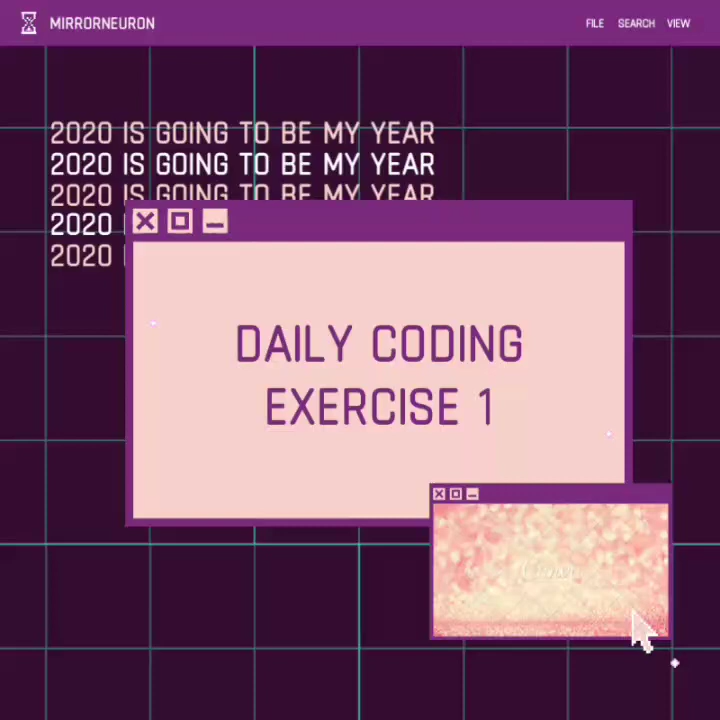 MIRRORNEURON
FILE SEARCH VIEW
2020 IS GOING TO BE MY YEAR
2020 IS GOING TO BE MY YEAR
2020 IS GOING TO BE MY YEAR
2020
2020
DAILY CODING
EXERCISE 1